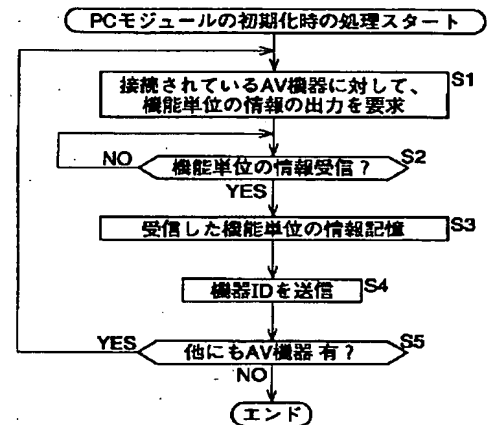 PCモジュールの初期化時の処理スタート
接続されているAV機器に対して、
機能単位の情報の出力を要求
S1
機能単位の情報受信？
S2
NO
YES
受信した機能単位の情報記憶
S3
機器IDを送信
S4
他にもAV機器 有？
S5
YES
NO
エンド